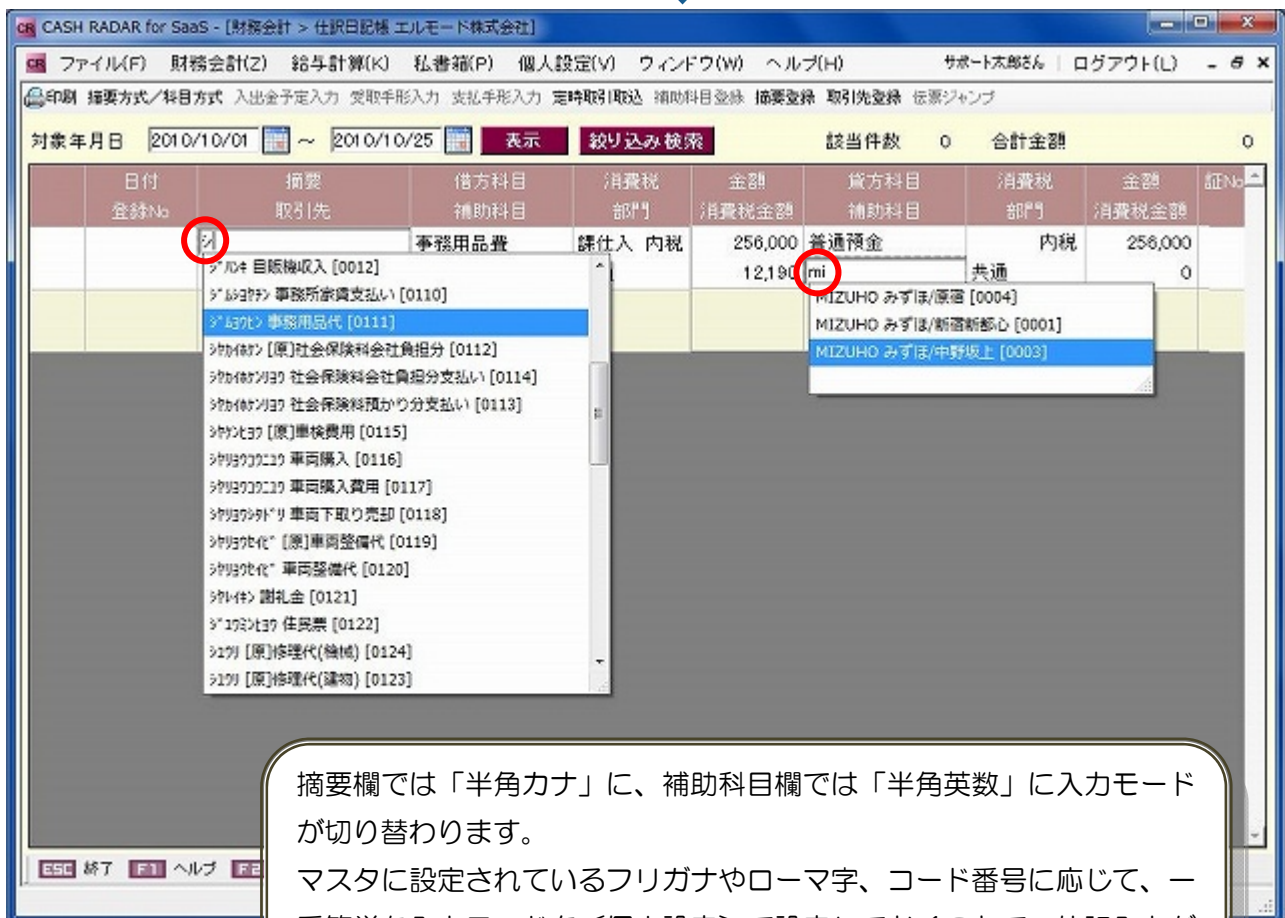 CR CASH RADAR for SaaS - [財務会計 > 仕訳日記帳 エルモード株式会社]
CR ファイル(F) 財務会計(Z) 給与計算(K) 私書箱(P) 個人設定(V) ウィンドウ(W) ヘルプ(H) サポート太郎さん | ログアウト(L)
印刷 摘要方式/科目方式 入出金予定入力 受取手形入力 支払手形入力 定時取引取込 補助科目登録 摘要登録 取引先登録 伝票ジャンプ
対象年月日 2010/10/01 ~ 2010/10/25 表示 絞り込み検索 該当件数 0 合計金額 0
日付 摘要 借方科目 消費税 金額 貸方科目 消費税 金額 証No
登録No 取引先 補助科目 部門 消費税金額 補助科目 部門 消費税金額
ｼ 事務用品費 課仕入 内税 256,000 普通預金 内税 256,000
12,190 mi 共通 0
ｼﾞﾊﾝｷ 自販機収入 [0012]
ｼﾞﾑｼｮﾔﾁﾝ 事務所家賃支払い [0110]
ｼﾞﾑﾖｳﾋﾝ 事務用品代 [0111]
ｼﾔｶｲﾎｹﾝ [原]社会保険料会社負担分 [0112]
ｼﾔｶｲﾎｹﾝﾘﾖｳ 社会保険料会社負担分支払い [0114]
ｼﾔｶｲﾎｹﾝﾘﾖｳ 社会保険料預かり分支払い [0113]
ｼﾔｹﾝﾋﾖｳ [原]車検費用 [0115]
ｼﾔﾘﾖｳｺｳﾆﾕｳ 車両購入 [0116]
ｼﾔﾘﾖｳｺｳﾆﾕｳ 車両購入費用 [0117]
ｼﾔﾘﾖｳｼﾀﾄﾞﾘ 車両下取り売却 [0118]
ｼﾔﾘﾖｳｾｲﾋﾞ [原]車両整備代 [0119]
ｼﾔﾘﾖｳｾｲﾋﾞ 車両整備代 [0120]
ｼﾔﾚｲｷﾝ 謝礼金 [0121]
ｼﾞﾕｳﾐﾝﾋﾖｳ 住民票 [0122]
ｼﾕｳﾘ [原]修理代(機械) [0124]
ｼﾕｳﾘ [原]修理代(建物) [0123]
MIZUHO みずほ/原宿 [0004]
MIZUHO みずほ/新宿新都心 [0001]
MIZUHO みずほ/中野坂上 [0003]
摘要欄では「半角カナ」に、補助科目欄では「半角英数」に入力モード
が切り替わります。
マスタに設定されているフリガナやローマ字、コード番号に応じて、一
ESC 終了 F1 ヘルプ F2